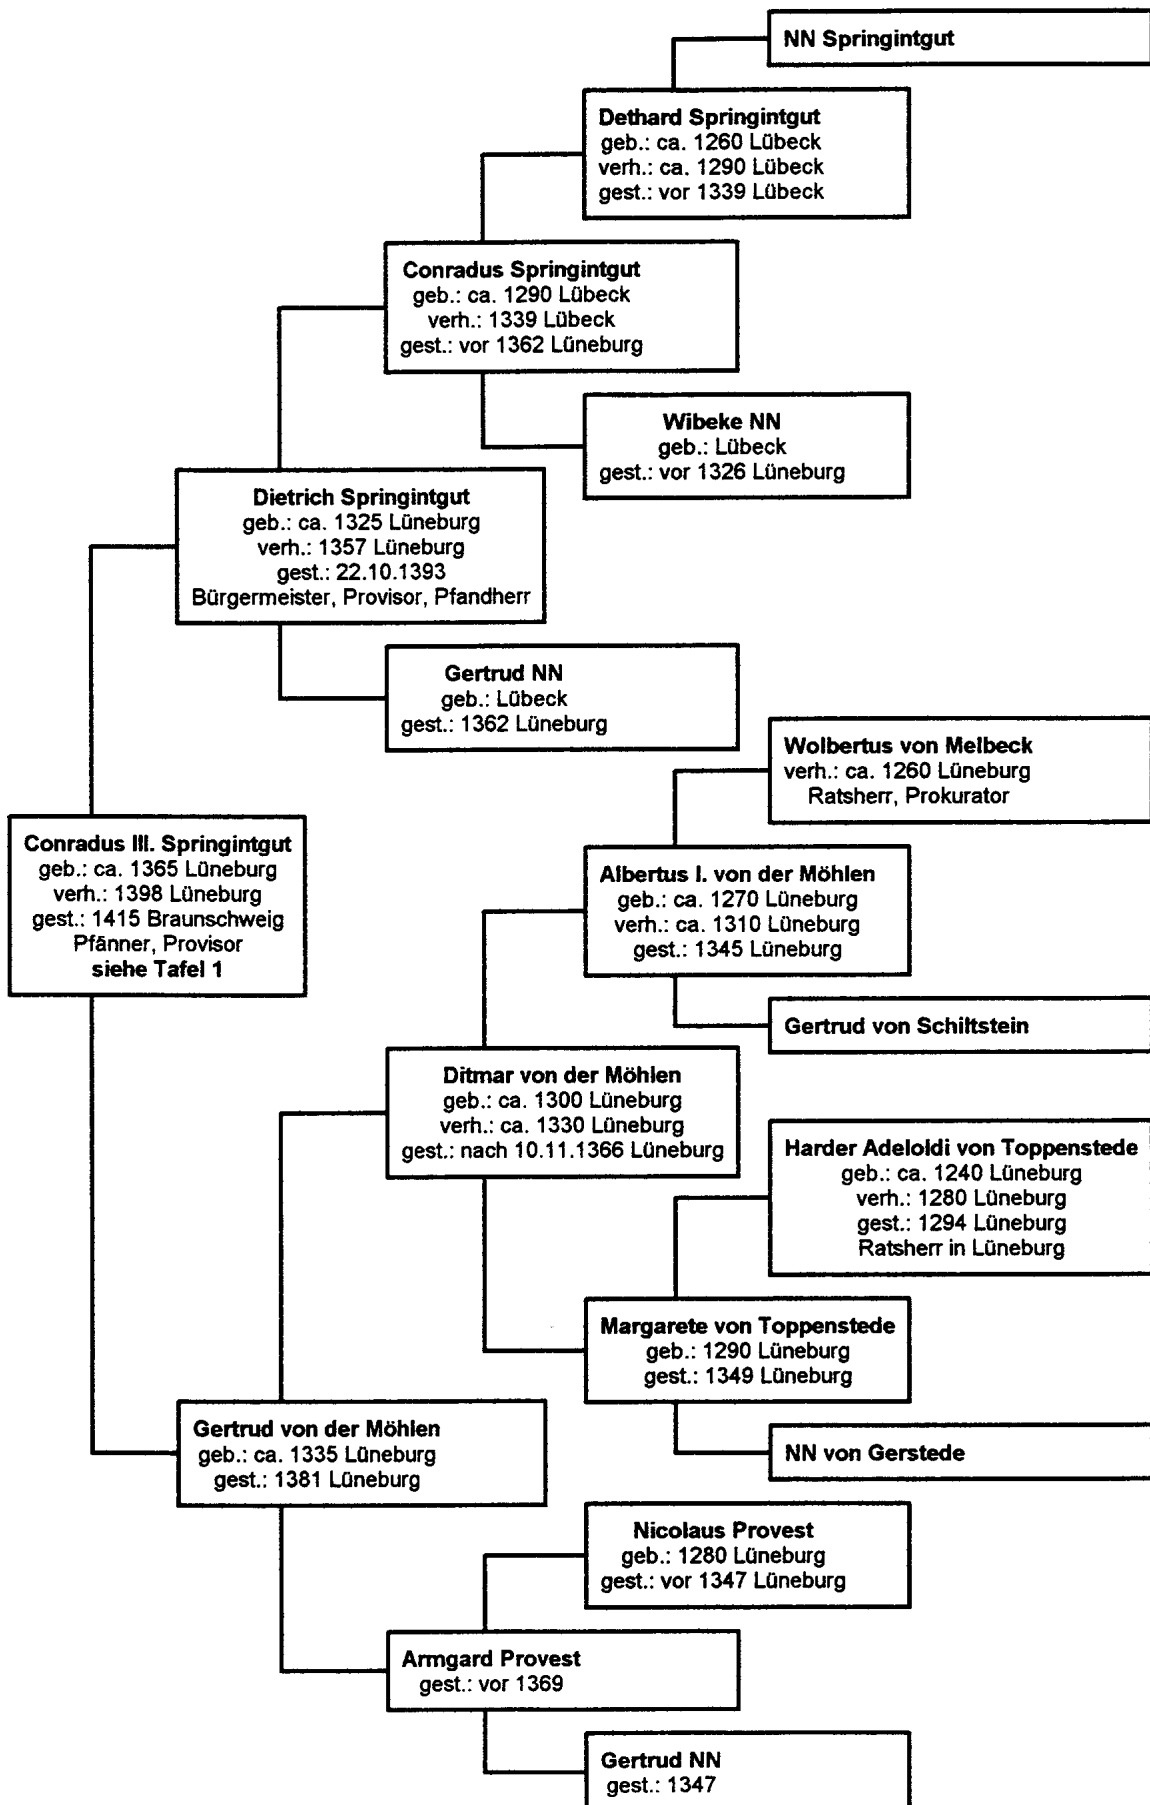 NN Springintgut
Dethard Springintgut
geb.: ca. 1260 Lübeck
verh.: ca. 1290 Lübeck
gest.: vor 1339 Lübeck
Conradus Springintgut
geb.: ca. 1290 Lübeck
verh.: 1339 Lübeck
gest.: vor 1362 Lüneburg
Wibeke NN
geb.: Lübeck
gest.: vor 1326 Lüneburg
Dietrich Springintgut
geb.: ca. 1325 Lüneburg
verh.: 1357 Lüneburg
gest.: 22.10.1393
Bürgermeister, Provisor, Pfandherr
Gertrud NN
geb.: Lübeck
gest.: 1362 Lüneburg
Wolbertus von Melbeck
verh.: ca. 1260 Lüneburg
Ratsherr, Prokurator
Conradus III. Springintgut
geb.: ca. 1365 Lüneburg
verh.: 1398 Lüneburg
gest.: 1415 Braunschweig
Pfänner, Provisor
siehe Tafel 1
Albertus I. von der Möhlen
geb.: ca. 1270 Lüneburg
verh.: ca. 1310 Lüneburg
gest.: 1345 Lüneburg
Gertrud von Schiltstein
Ditmar von der Möhlen
geb.: ca. 1300 Lüneburg
verh.: ca. 1330 Lüneburg
gest.: nach 10.11.1366 Lüneburg
Harder Adeloldi von Toppenstede
geb.: ca. 1240 Lüneburg
verh.: 1280 Lüneburg
gest.: 1294 Lüneburg
Ratsherr in Lüneburg
Margarete von Toppenstede
geb.: 1290 Lüneburg
gest.: 1349 Lüneburg
Gertrud von der Möhlen
geb.: ca. 1335 Lüneburg
gest.: 1381 Lüneburg
NN von Gerstede
Nicolaus Provest
geb.: 1280 Lüneburg
gest.: vor 1347 Lüneburg
Armgard Provest
gest.: vor 1369
Gertrud NN
gest.: 1347